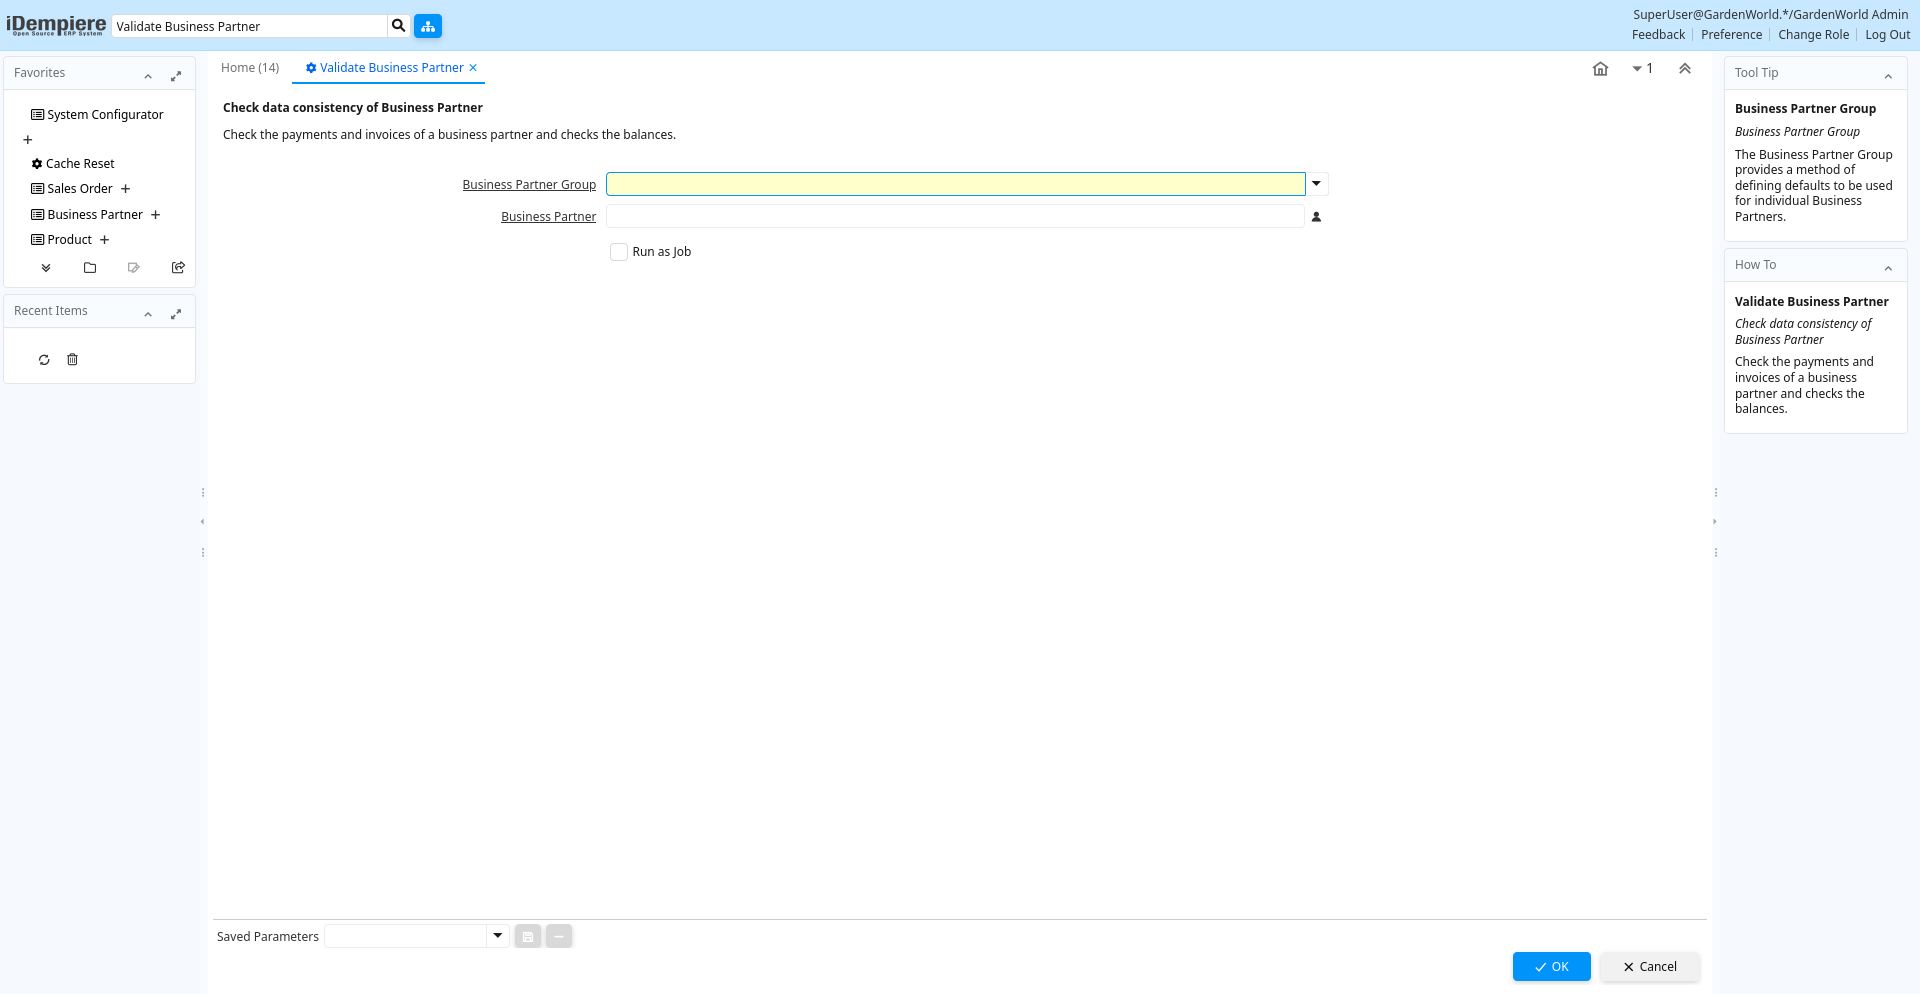 iDempiere
Open Source ERP System
Validate Business Partner
SuperUser@GardenWorld.*/GardenWorld Admin
Feedback
Preference
Change Role
Log Out
Favorites
System Configurator
Cache Reset
Sales Order
Business Partner
Product
Recent Items
Home (14)
Validate Business Partner
1
Check data consistency of Business Partner
Check the payments and invoices of a business partner and checks the balances.
Business Partner Group
Business Partner
Run as Job
Saved Parameters
OK
Cancel
Tool Tip
Business Partner Group
Business Partner Group
The Business Partner Group
provides a method of
defining defaults to be used
for individual Business
Partners.
How To
Validate Business Partner
Check data consistency of
Business Partner
Check the payments and
invoices of a business
partner and checks the
balances.